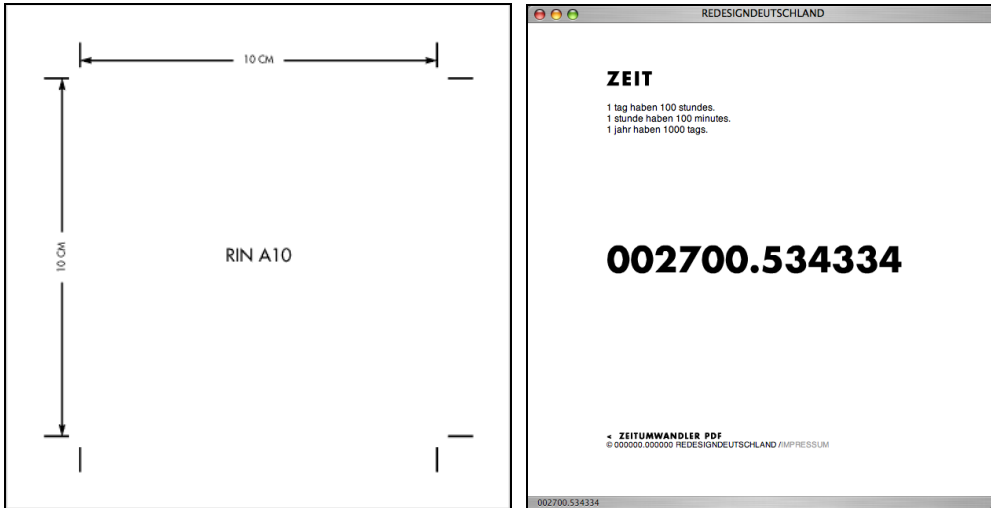 10 CM
10 CM
RIN A10
REDESIGNDEUTSCHLAND
ZEIT
1 tag haben 100 stundes.
1 stunde haben 100 minutes.
1 jahr haben 1000 tags.
002700.534334
< ZEITUMWANDLER PDF
© 000000.000000 REDESIGNDEUTSCHLAND /IMPRESSUM
002700.534334